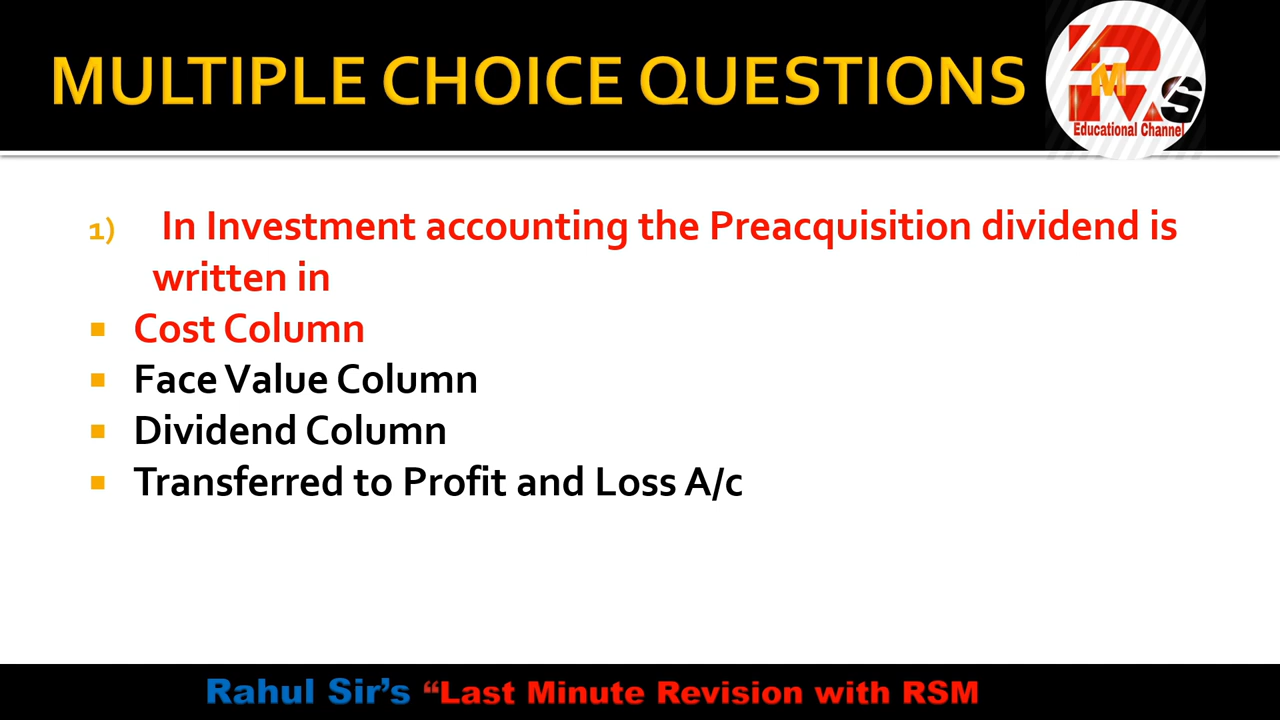 MULTIPLE CHOICE QUESTIONS
RMS
Educational Channel
1) In Investment accounting the Preacquisition dividend is
written in
Cost Column
Face Value Column
Dividend Column
Transferred to Profit and Loss A/c
Rahul Sir's "Last Minute Revision with RSM